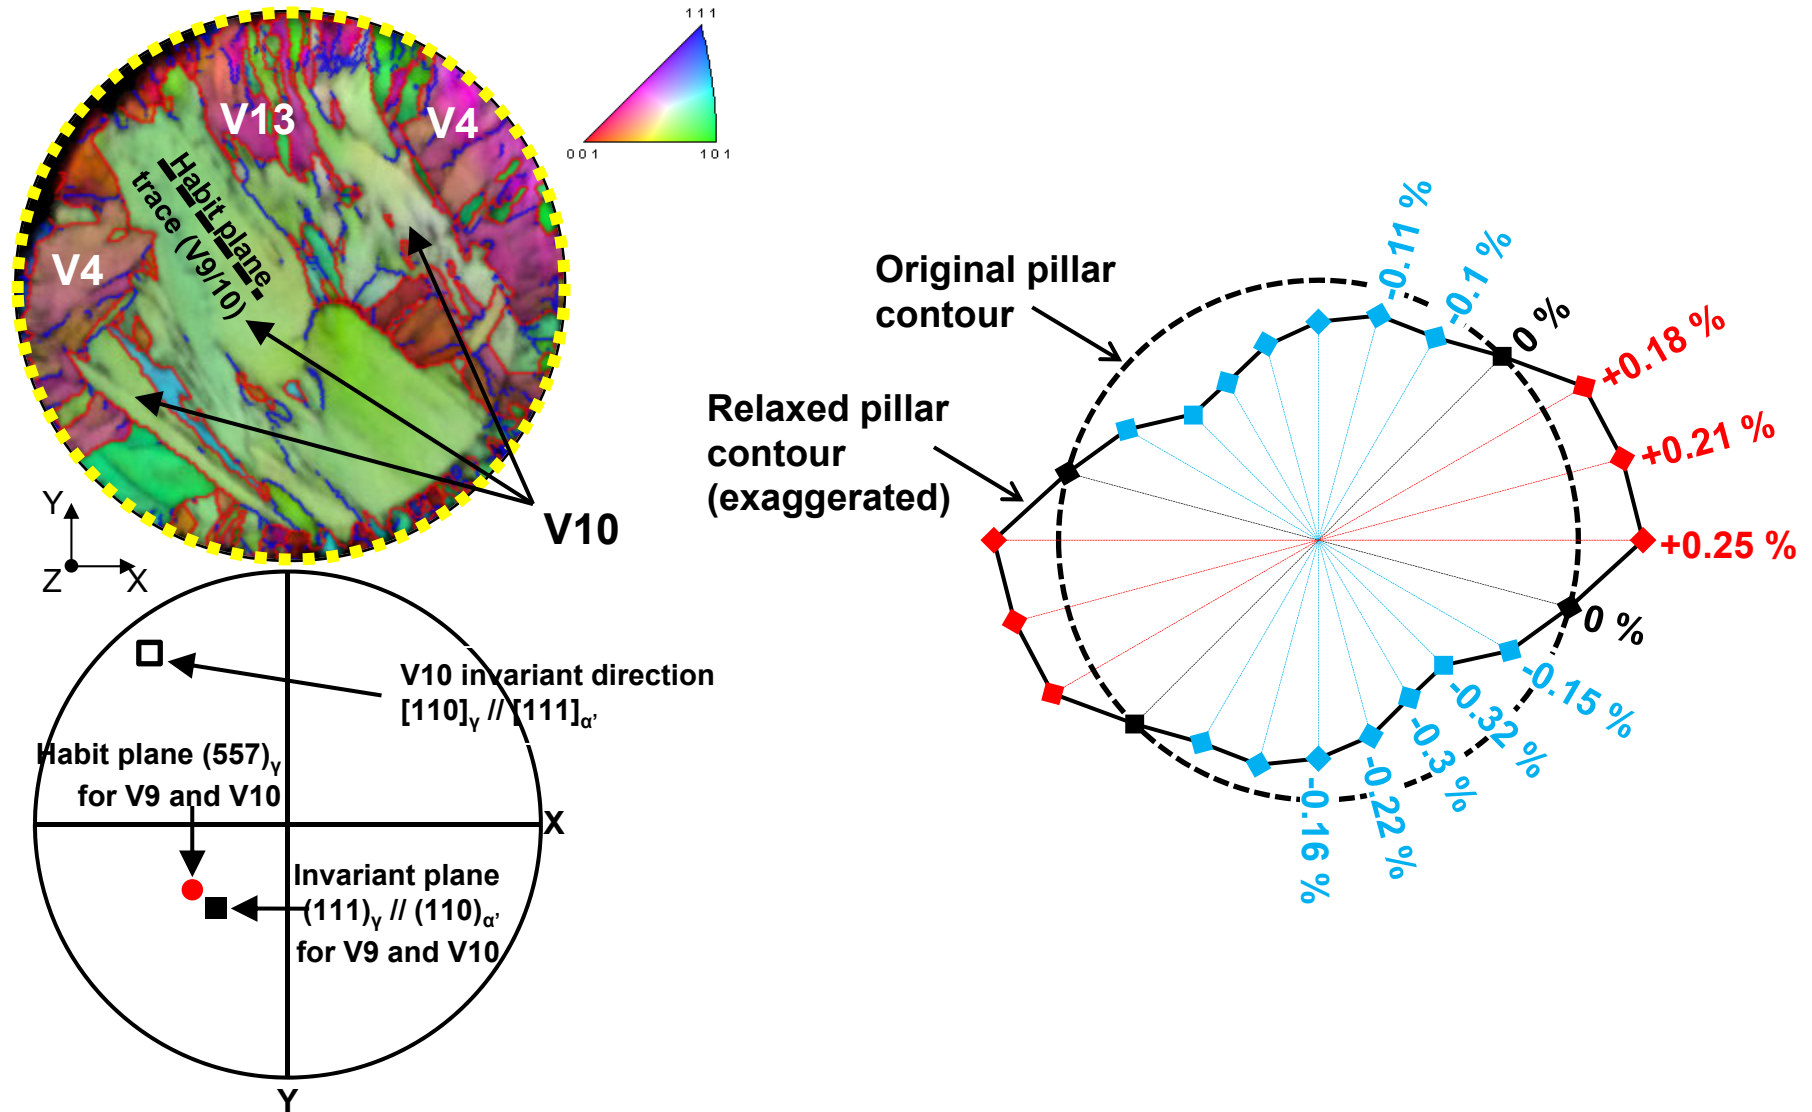 111
001
101
V13
V4
V4
Habit plane
trace (V9/10)
V10
Y
Z
X
V10 invariant direction
[110]γ // [111]α’
Habit plane (557)γ
for V9 and V10
X
Invariant plane
(111)γ // (110)α’
for V9 and V10
Y
Original pillar
contour
Relaxed pillar
contour
(exaggerated)
-0.11 %
-0.1 %
0 %
+0.18 %
+0.21 %
+0.25 %
0 %
-0.15 %
-0.32 %
-0.3 %
-0.22 %
-0.16 %